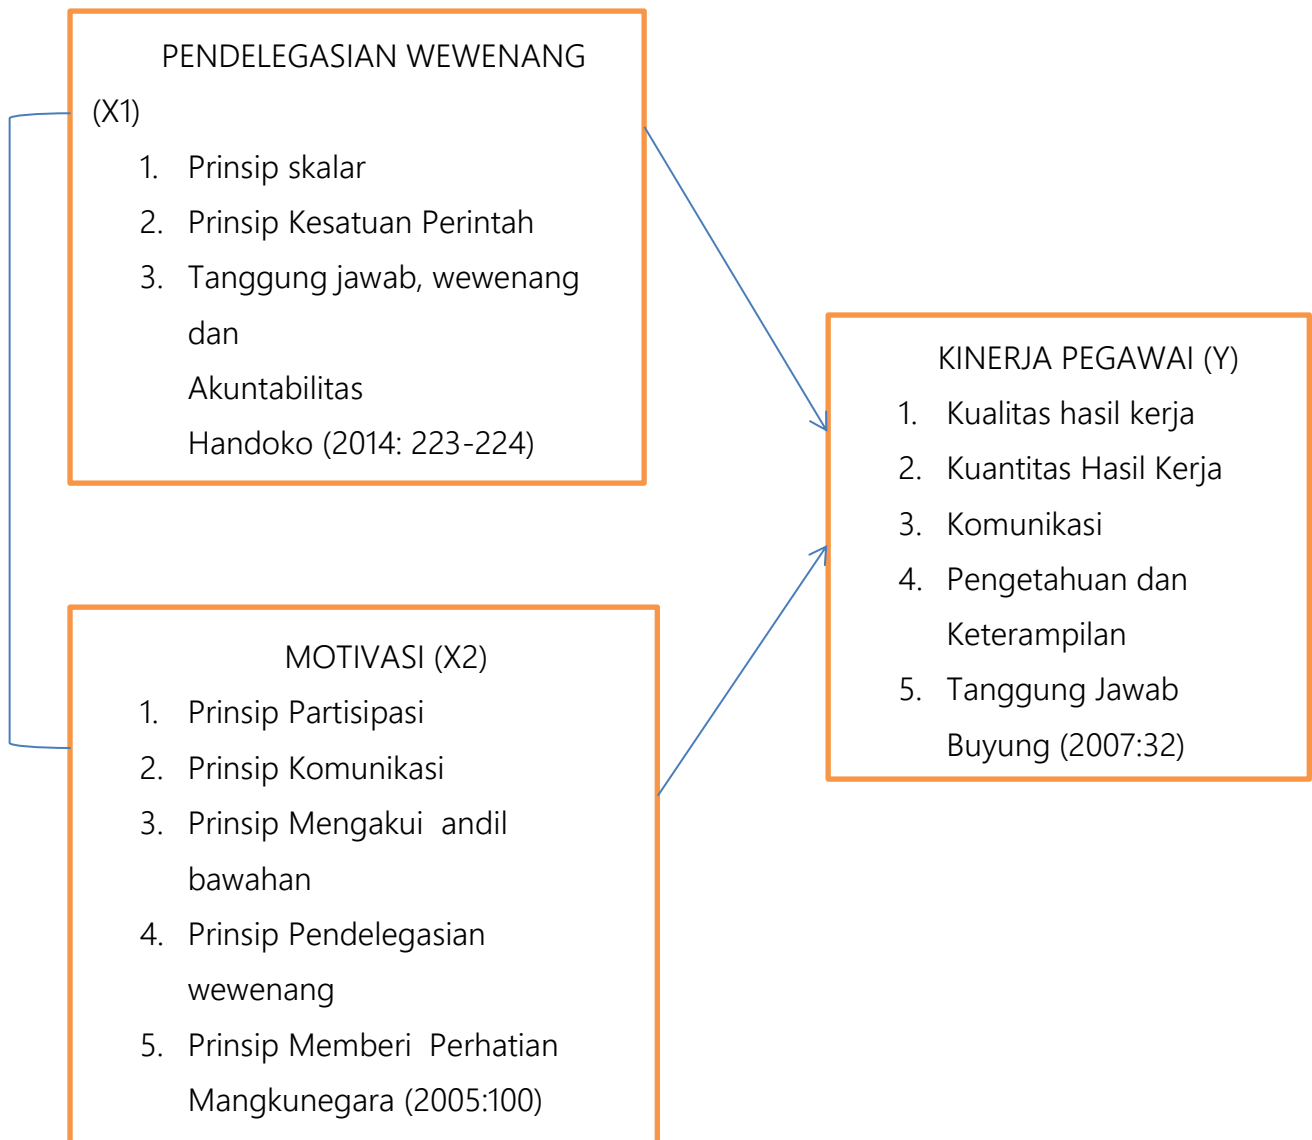 PENDELEGASIAN WEWENANG
(X1)
1. Prinsip skalar
2. Prinsip Kesatuan Perintah
3. Tanggung jawab, wewenang
dan
Akuntabilitas
Handoko (2014: 223-224)
MOTIVASI (X2)
1. Prinsip Partisipasi
2. Prinsip Komunikasi
3. Prinsip Mengakui andil
bawahan
4. Prinsip Pendelegasian
wewenang
5. Prinsip Memberi Perhatian
Mangkunegara (2005:100)
KINERJA PEGAWAI (Y)
1. Kualitas hasil kerja
2. Kuantitas Hasil Kerja
3. Komunikasi
4. Pengetahuan dan
Keterampilan
5. Tanggung Jawab
Buyung (2007:32)